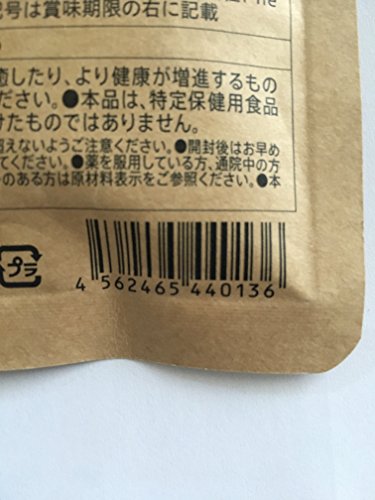 号は賞味期限の右に記載
癒したり、より健康が増進するもの
ださい。●本品は、特定保健用食品
けたものではありません。
超えないようご注意ください。●開封後はお早め
てください。●薬を服用している方、通院中の方
のある方は原材料表示をご参照ください。●本
プラ
4 562465 440136